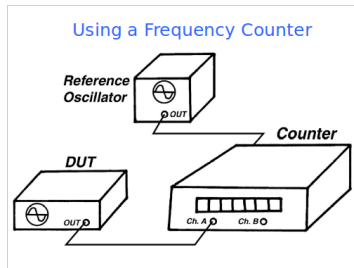 Using a Frequency Counter
Reference
Oscillator
OUT
Counter
DUT
OUT
Ch. A
Ch. B